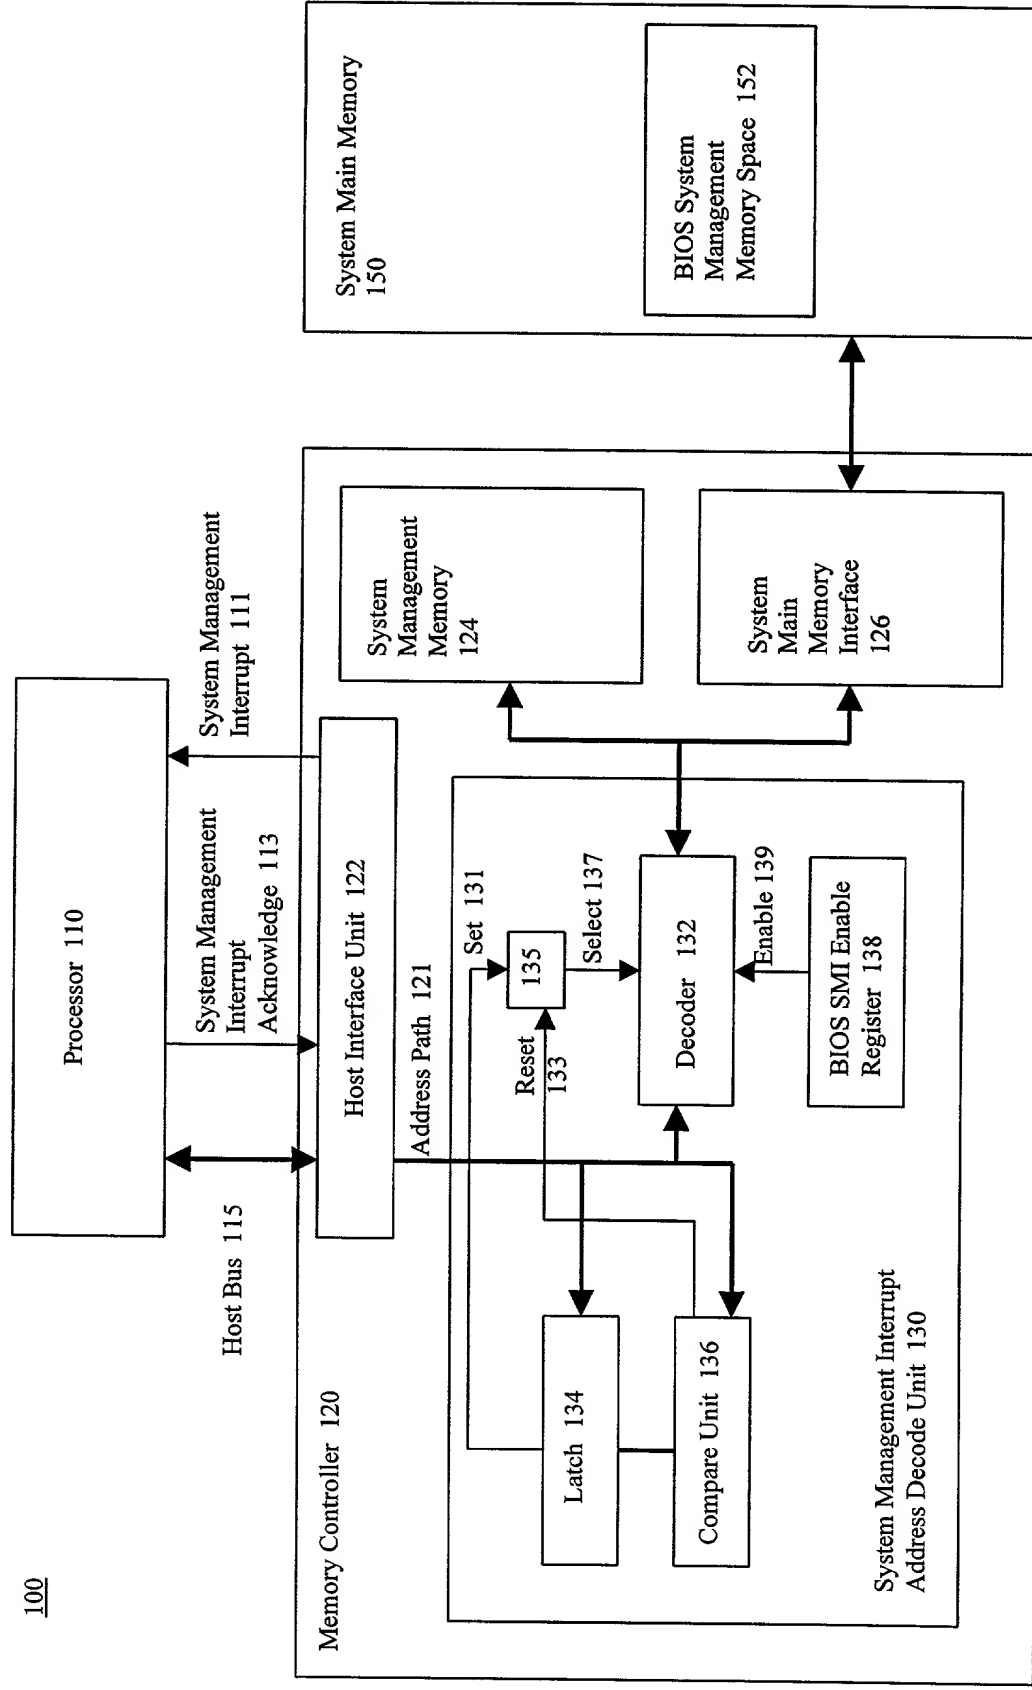 100
Processor 110
Host Bus 115
System Management
Interrupt
Acknowledge 113
System Management
Interrupt 111
Memory Controller 120
Host Interface Unit 122
Address Path 121
System Management Interrupt
Address Decode Unit 130
Latch 134
Compare Unit 136
Set 131
Reset
133
135
Select 137
Decoder 132
Enable 139
BIOS SMI Enable
Register 138
System
Management
Memory
124
System
Main
Memory
Interface
126
System Main Memory
150
BIOS System
Management
Memory Space 152